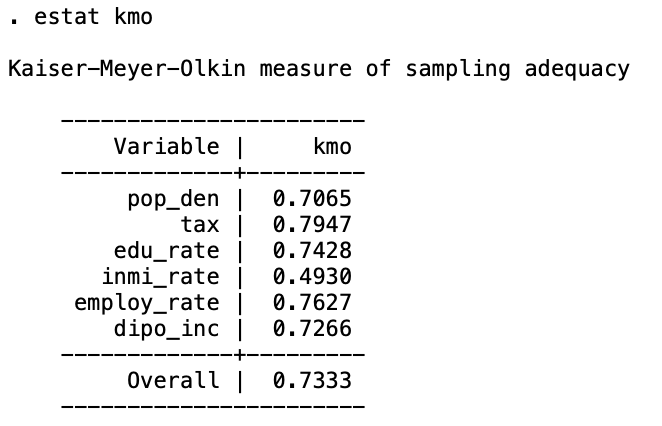 . estat kmo
Kaiser-Meyer-Olkin measure of sampling adequacy
-----------------------
Variable |     kmo
-------------+---------
pop_den |  0.7065
tax |  0.7947
edu_rate |  0.7428
inmi_rate |  0.4930
employ_rate |  0.7627
dipo_inc |  0.7266
-------------+---------
Overall |  0.7333
-----------------------